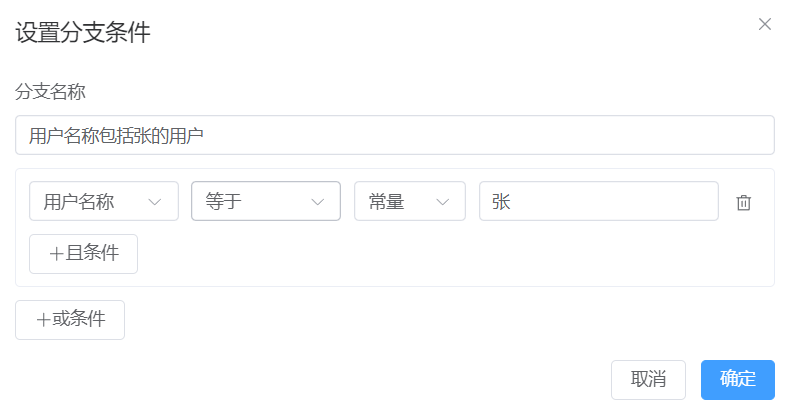 设置分支条件
分支名称
用户名称包括张的用户
用户名称 等于 常量 张
+且条件
+或条件
取消 确定